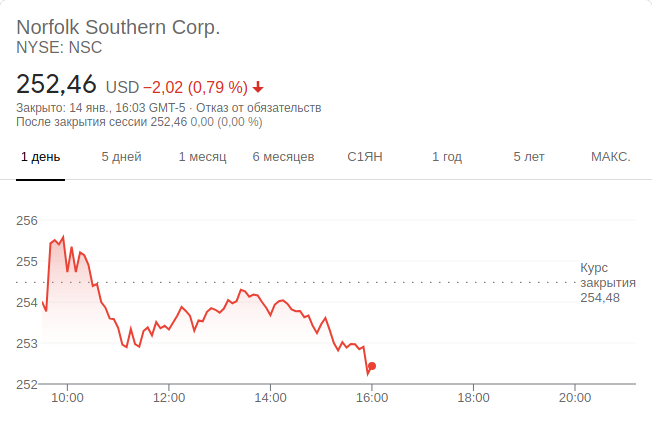 Norfolk Southern Corp.
NYSE: NSC
252,46 USD −2,02 (0,79 %)
Закрыто: 14 янв., 16:03 GMT-5 · Отказ от обязательств
После закрытия сессии 252,46 0,00 (0,00 %)
1 день 5 дней 1 месяц 6 месяцев С1ЯН 1 год 5 лет МАКС.
256
255
Курс
закрытия
254,48
254
253
252
10:00 12:00 14:00 16:00 18:00 20:00